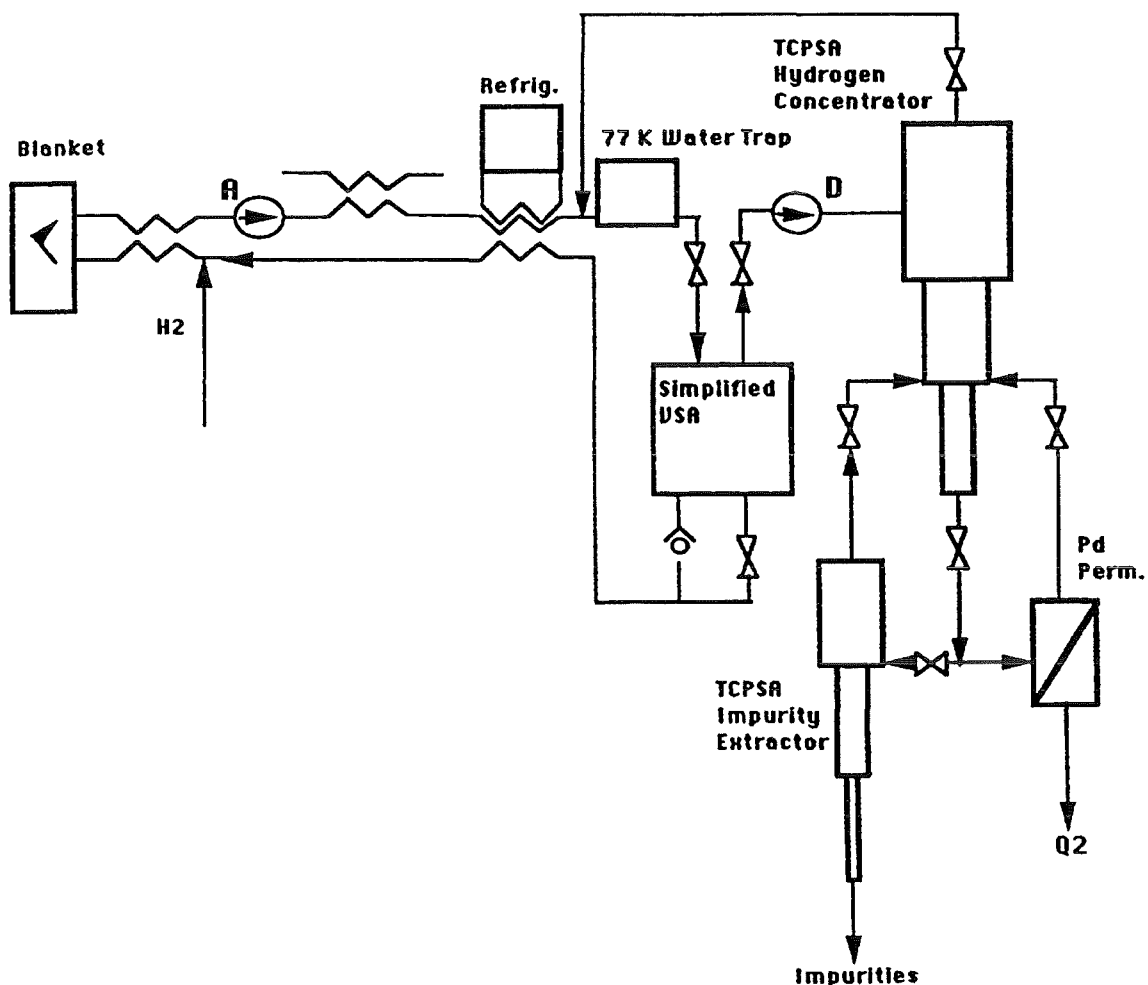 TCPSA
Hydrogen
Concentrator
Refrig.
77 K Water Trap
Blanket
A
D
H2
Simplified
VSA
Pd
Perm.
TCPSA
Impurity
Extractor
Q2
Impurities